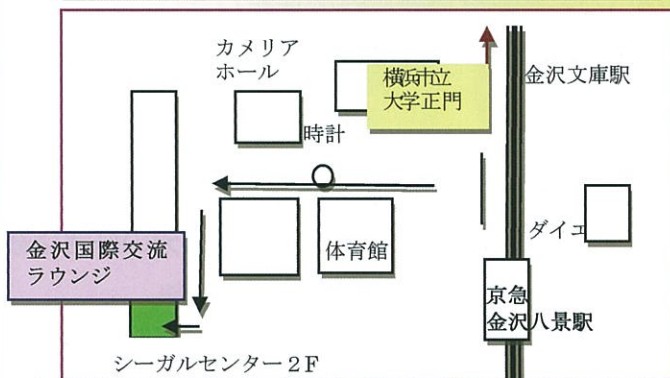 カメリア
ホール
横浜市立
大学正門
金沢文庫駅
時計
ダイエ
体育館
金沢国際交流
ラウンジ
京急
金沢八景駅
シーガルセンター２F